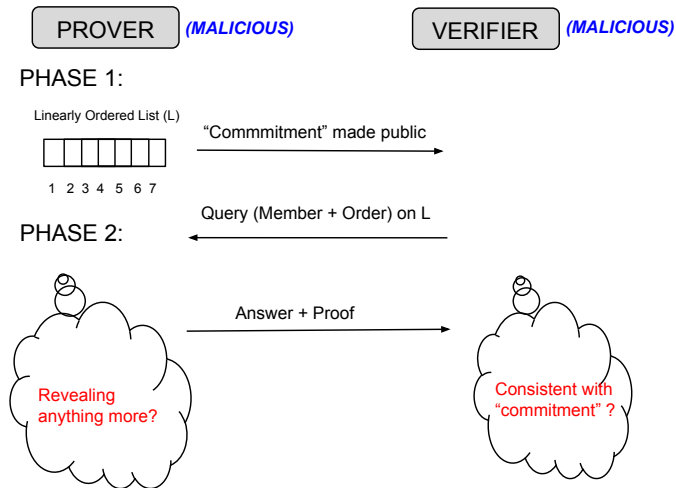 PROVER (MALICIOUS) VERIFIER (MALICIOUS)
PHASE 1:
Linearly Ordered List (L)
“Commmitment” made public
1 2 3 4 5 6 7
Query (Member + Order) on L
PHASE 2:
Answer + Proof
Revealing
anything more?
Consistent with
“commitment” ?